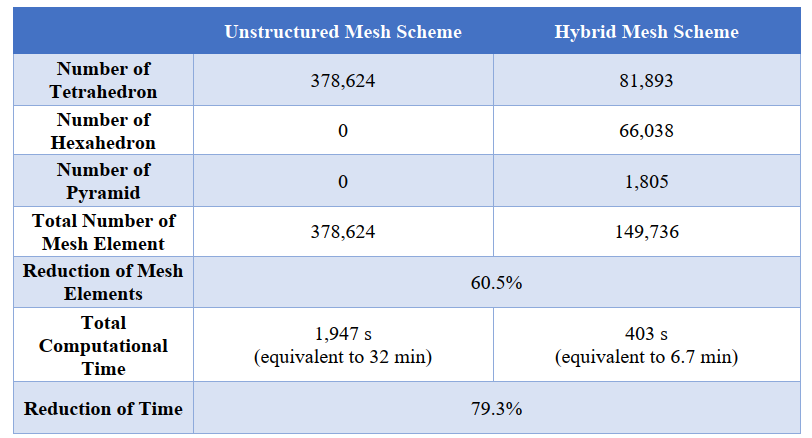 Unstructured Mesh Scheme Hybrid Mesh Scheme
Number of
Tetrahedron 378,624 81,893
Number of
Hexahedron 0 66,038
Number of
Pyramid 0 1,805
Total Number of
Mesh Element 378,624 149,736
Reduction of Mesh
Elements 60.5%
Total
Computational
Time 1,947 s
(equivalent to 32 min) 403 s
(equivalent to 6.7 min)
Reduction of Time 79.3%